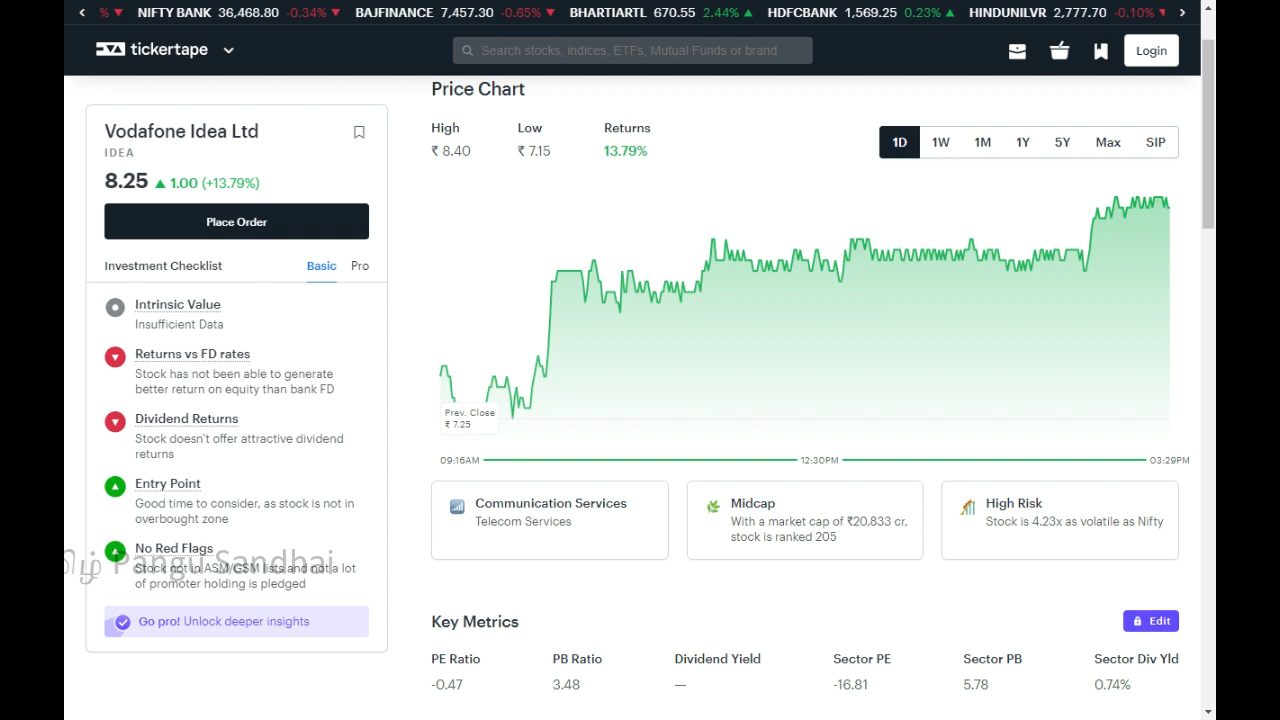 % ▼ NIFTY BANK 36,468.80 -0.34% ▼ BAJFINANCE 7,457.30 -0.65% ▼ BHARTIARTL 670.55 2.44% ▲ HDFCBANK 1,569.25 0.23% ▲ HINDUNILVR 2,777.70 -0.10% ▼
tickertape
Search stocks, indices, ETFs, Mutual Funds or brand
Login
Vodafone Idea Ltd
IDEA
8.25 ▲ 1.00 (+13.79%)
Place Order
Investment Checklist Basic Pro
Intrinsic Value
Insufficient Data
Returns vs FD rates
Stock has not been able to generate
better return on equity than bank FD
Dividend Returns
Stock doesn't offer attractive dividend
returns
Entry Point
Good time to consider, as stock is not in
overbought zone
No Red Flags
Stock not in ASM/GSM lists and not a lot
of promoter holding is pledged
Pangu Sandhai
Go pro! Unlock deeper insights
Price Chart
High Low Returns
₹ 8.40 ₹ 7.15 13.79%
1D 1W 1M 1Y 5Y Max SIP
Prev. Close
₹ 7.25
09:16AM 12:30PM 03:29PM
Communication Services
Telecom Services
Midcap
With a market cap of ₹20,833 cr,
stock is ranked 205
High Risk
Stock is 4.23x as volatile as Nifty
Key Metrics
Edit
PE Ratio PB Ratio Dividend Yield Sector PE Sector PB Sector Div Yld
-0.47 3.48 — -16.81 5.78 0.74%